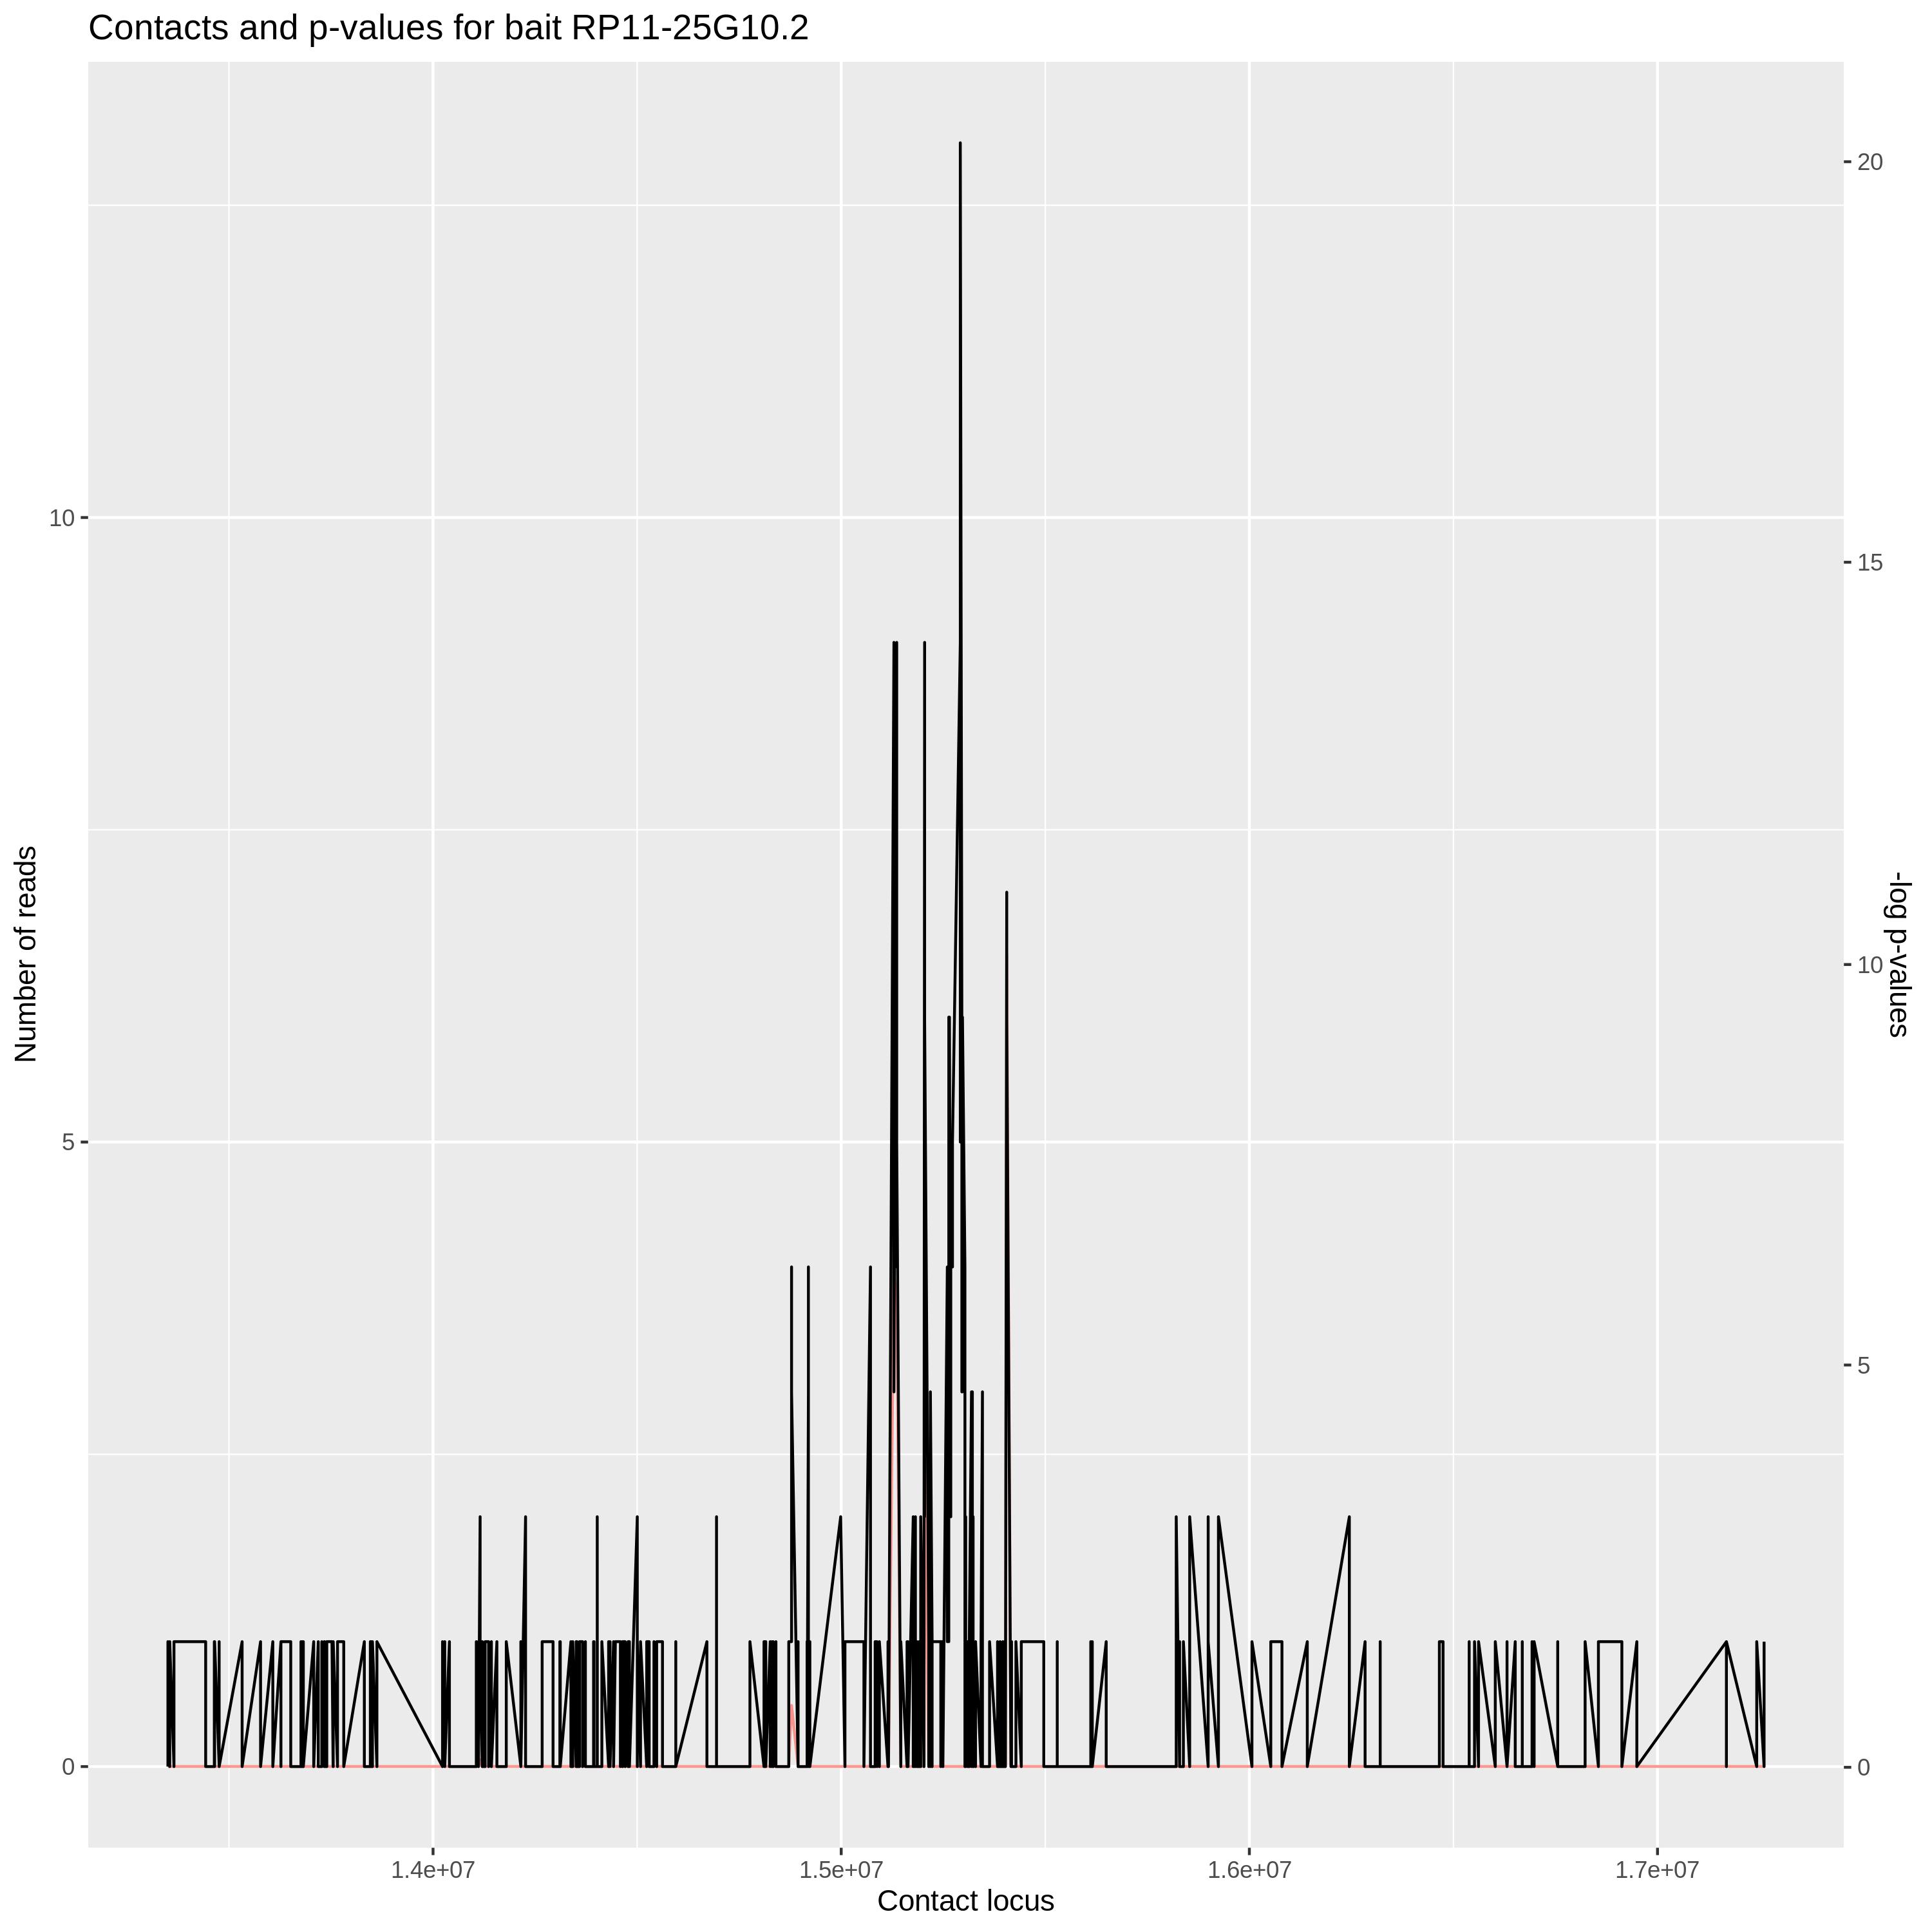 Contacts and p-values for bait RP11-25G10.2
20
10
15
Number of reads
-log p-values
10
5
5
0
0
1.4e+07
1.5e+07
1.6e+07
1.7e+07
Contact locus